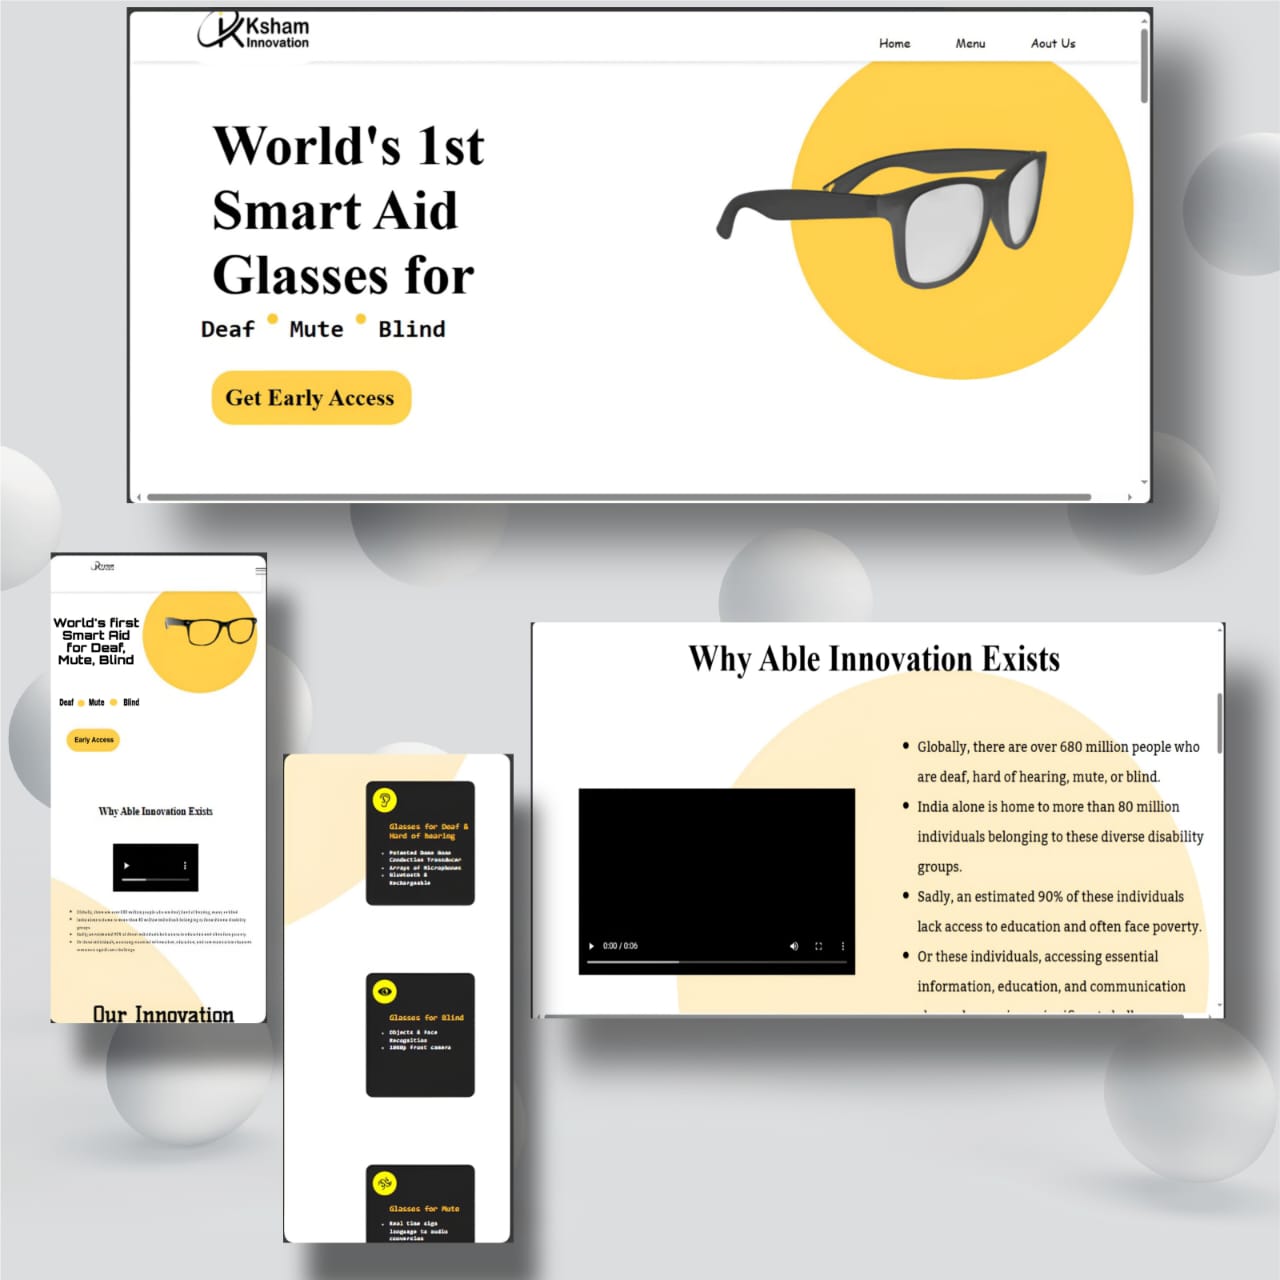 Ksham
Innovation
Home Menu Aout Us
World's 1st
Smart Aid
Glasses for
Deaf Mute Blind
Get Early Access
World's first
Smart Aid
for Deaf,
Mute, Blind
Deaf Mute Blind
Early Access
Why Able Innovation Exists
Our Innovation
Glasses for Deaf &
Hard of hearing
Patented Dome Bone
Conduction Transducer
Arrays of Microphones
Bluetooth &
Rechargeable
Glasses for Blind
Objects & Face
Recognition
1080p front camera
Glasses for Mute
Real time sign
language to audio
conversion
Why Able Innovation Exists
Globally, there are over 680 million people who
are deaf, hard of hearing, mute, or blind.
India alone is home to more than 80 million
individuals belonging to these diverse disability
groups.
Sadly, an estimated 90% of these individuals
lack access to education and often face poverty.
Or these individuals, accessing essential
information, education, and communication
0:00 / 0:06